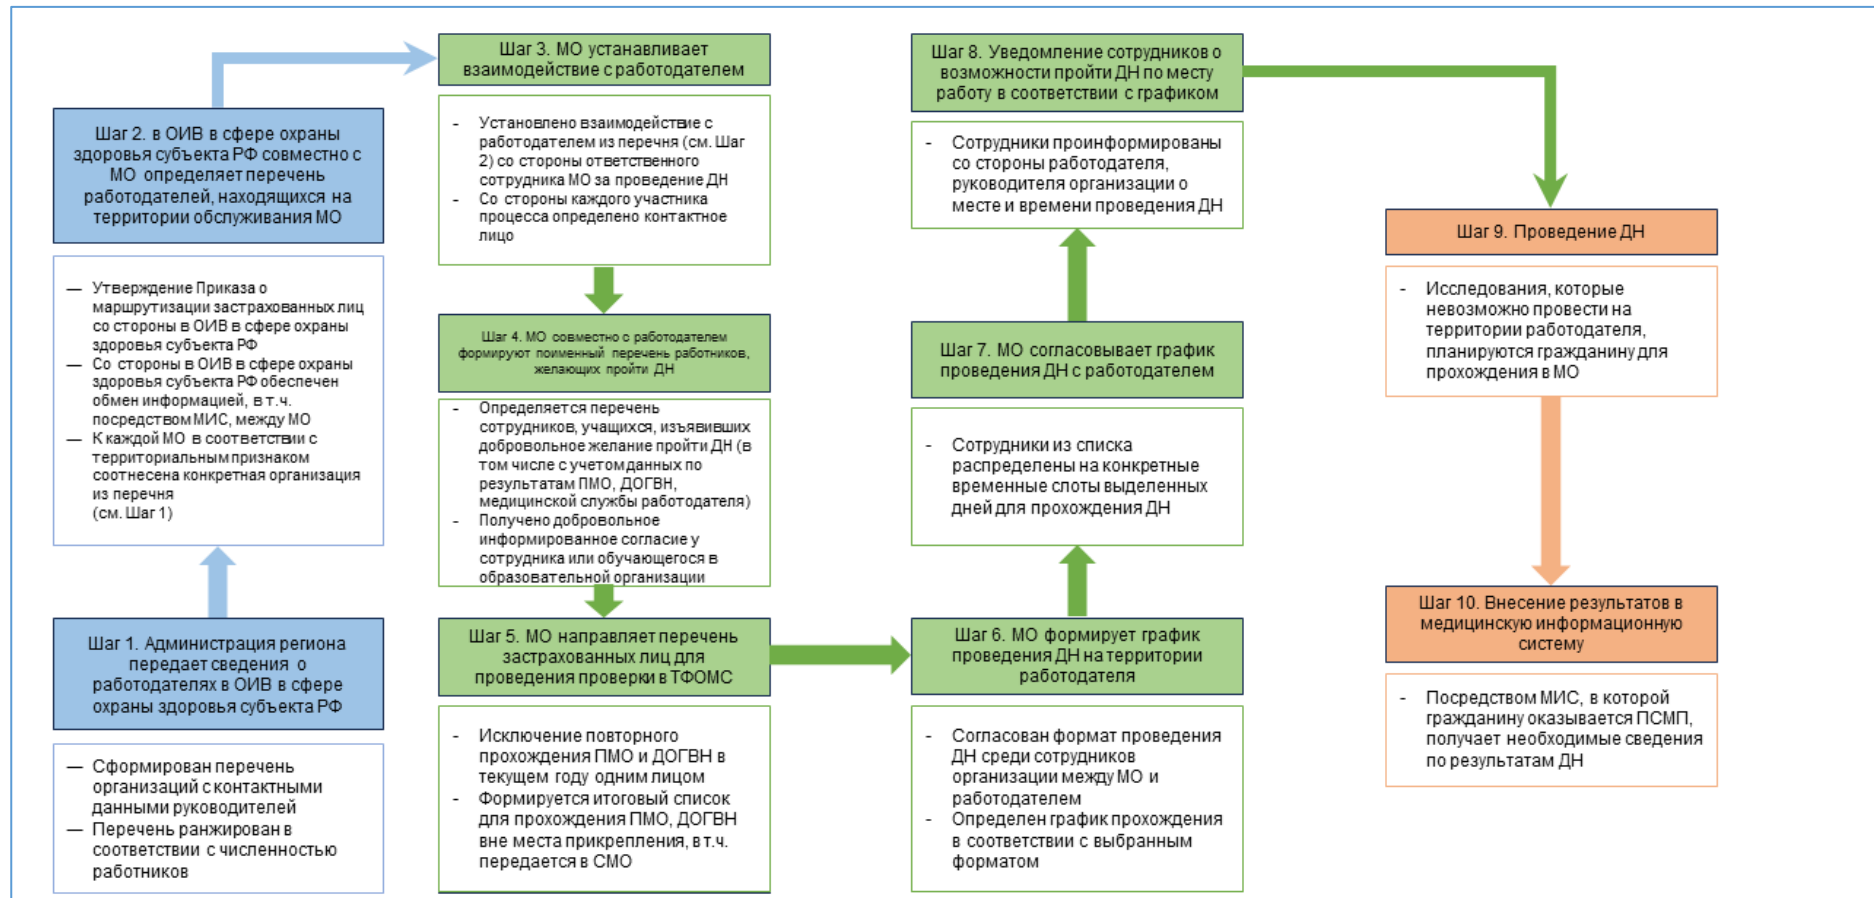 Шаг 1. Администрация региона
передает сведения о
работодателях в ОИВ в сфере
охраны здоровья субъекта РФ
— Сформирован перечень
организаций с контактными
данными руководителей
— Перечень ранжирован в
соответствии с численностью
работников
Шаг 2. в ОИВ в сфере охраны
здоровья субъекта РФ совместно с
МО определяет перечень
работодателей, находящихся на
территории обслуживания МО
— Утверждение Приказа о
маршрутизации застрахованных лиц
со стороны в ОИВ в сфере охраны
здоровья субъекта РФ
— Со стороны в ОИВ в сфере охраны
здоровья субъекта РФ обеспечен
обмен информацией, в т.ч.
посредством МИС, между МО
— К каждой МО в соответствии с
территориальным признаком
соотнесена конкретная организация
из перечня
(см. Шаг 1)
Шаг 3. МО устанавливает
взаимодействие с работодателем
- Установлено взаимодействие с
работодателем из перечня (см. Шаг
2) со стороны ответственного
сотрудника МО за проведение ДН
- Со стороны каждого участника
процесса определено контактное
лицо
Шаг 4. МО совместно с работодателем
формируют поименный перечень работников,
желающих пройти ДН
- Определяется перечень
сотрудников, учащихся, изъявивших
добровольное желание пройти ДН (в
том числе с учетом данных по
результатам ПМО, ДОГВН,
медицинской службы работодателя)
- Получено добровольное
информированное согласие у
сотрудника или обучающегося в
образовательной организации
Шаг 5. МО направляет перечень
застрахованных лиц для
проведения проверки в ТФОМС
- Исключение повторного
прохождения ПМО и ДОГВН в
текущем году одним лицом
- Формируется итоговый список
для прохождения ПМО, ДОГВН
вне места прикрепления, в т.ч.
передается в СМО
Шаг 6. МО формирует график
проведения ДН на территории
работодателя
- Согласован формат проведения
ДН среди сотрудников
организации между МО и
работодателем
- Определен график прохождения
в соответствии с выбранным
форматом
Шаг 7. МО согласовывает график
проведения ДН с работодателем
- Сотрудники из списка
распределены на конкретные
временные слоты выделенных
дней для прохождения ДН
Шаг 8. Уведомление сотрудников о
возможности пройти ДН по месту
работу в соответствии с графиком
- Сотрудники проинформированы
со стороны работодателя,
руководителя организации о
месте и времени проведения ДН
Шаг 9. Проведение ДН
- Исследования, которые
невозможно провести на
территории работодателя,
планируются гражданину для
прохождения в МО
Шаг 10. Внесение результатов в
медицинскую информационную
систему
- Посредством МИС, в которой
гражданину оказывается ПСМП,
получает необходимые сведения
по результатам ДН